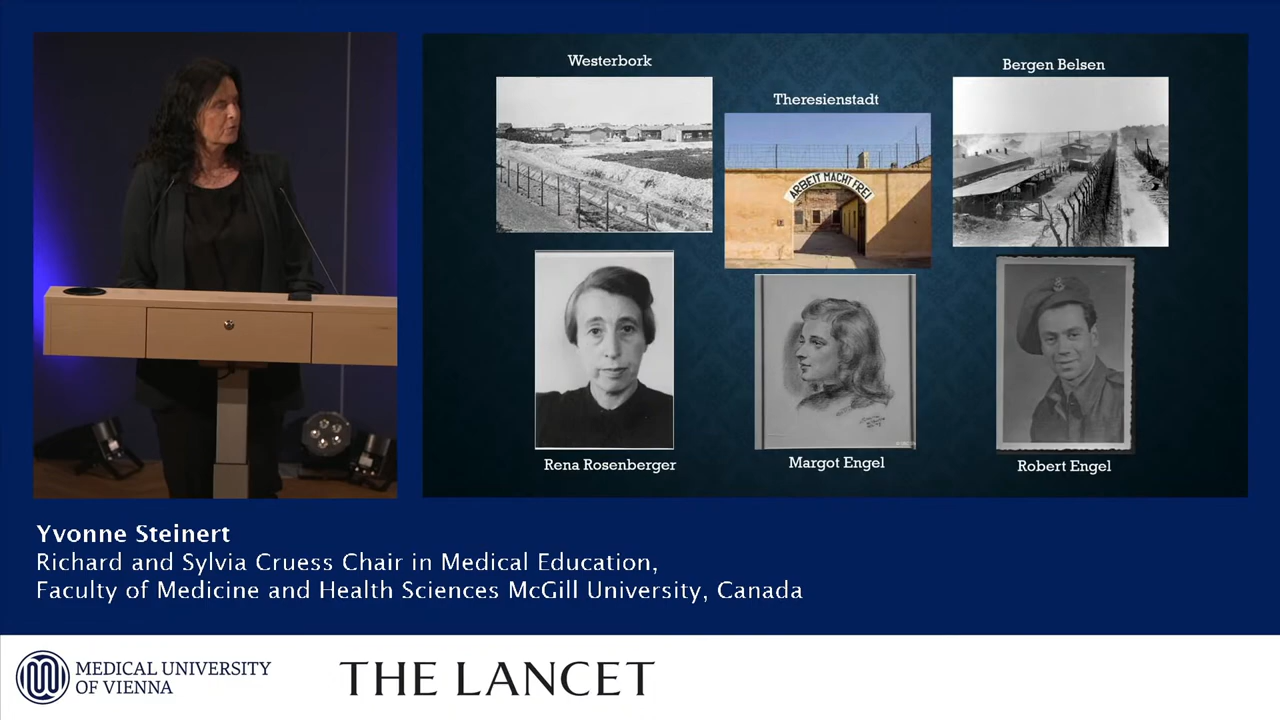 Westerbork
Theresienstadt
Bergen Belsen
ARBEIT MACHT FREI
Rena Rosenberger
Margot Engel
Robert Engel
Yvonne Steinert
Richard and Sylvia Cruess Chair in Medical Education,
Faculty of Medicine and Health Sciences McGill University, Canada
MEDICAL UNIVERSITY
OF VIENNA
THE LANCET